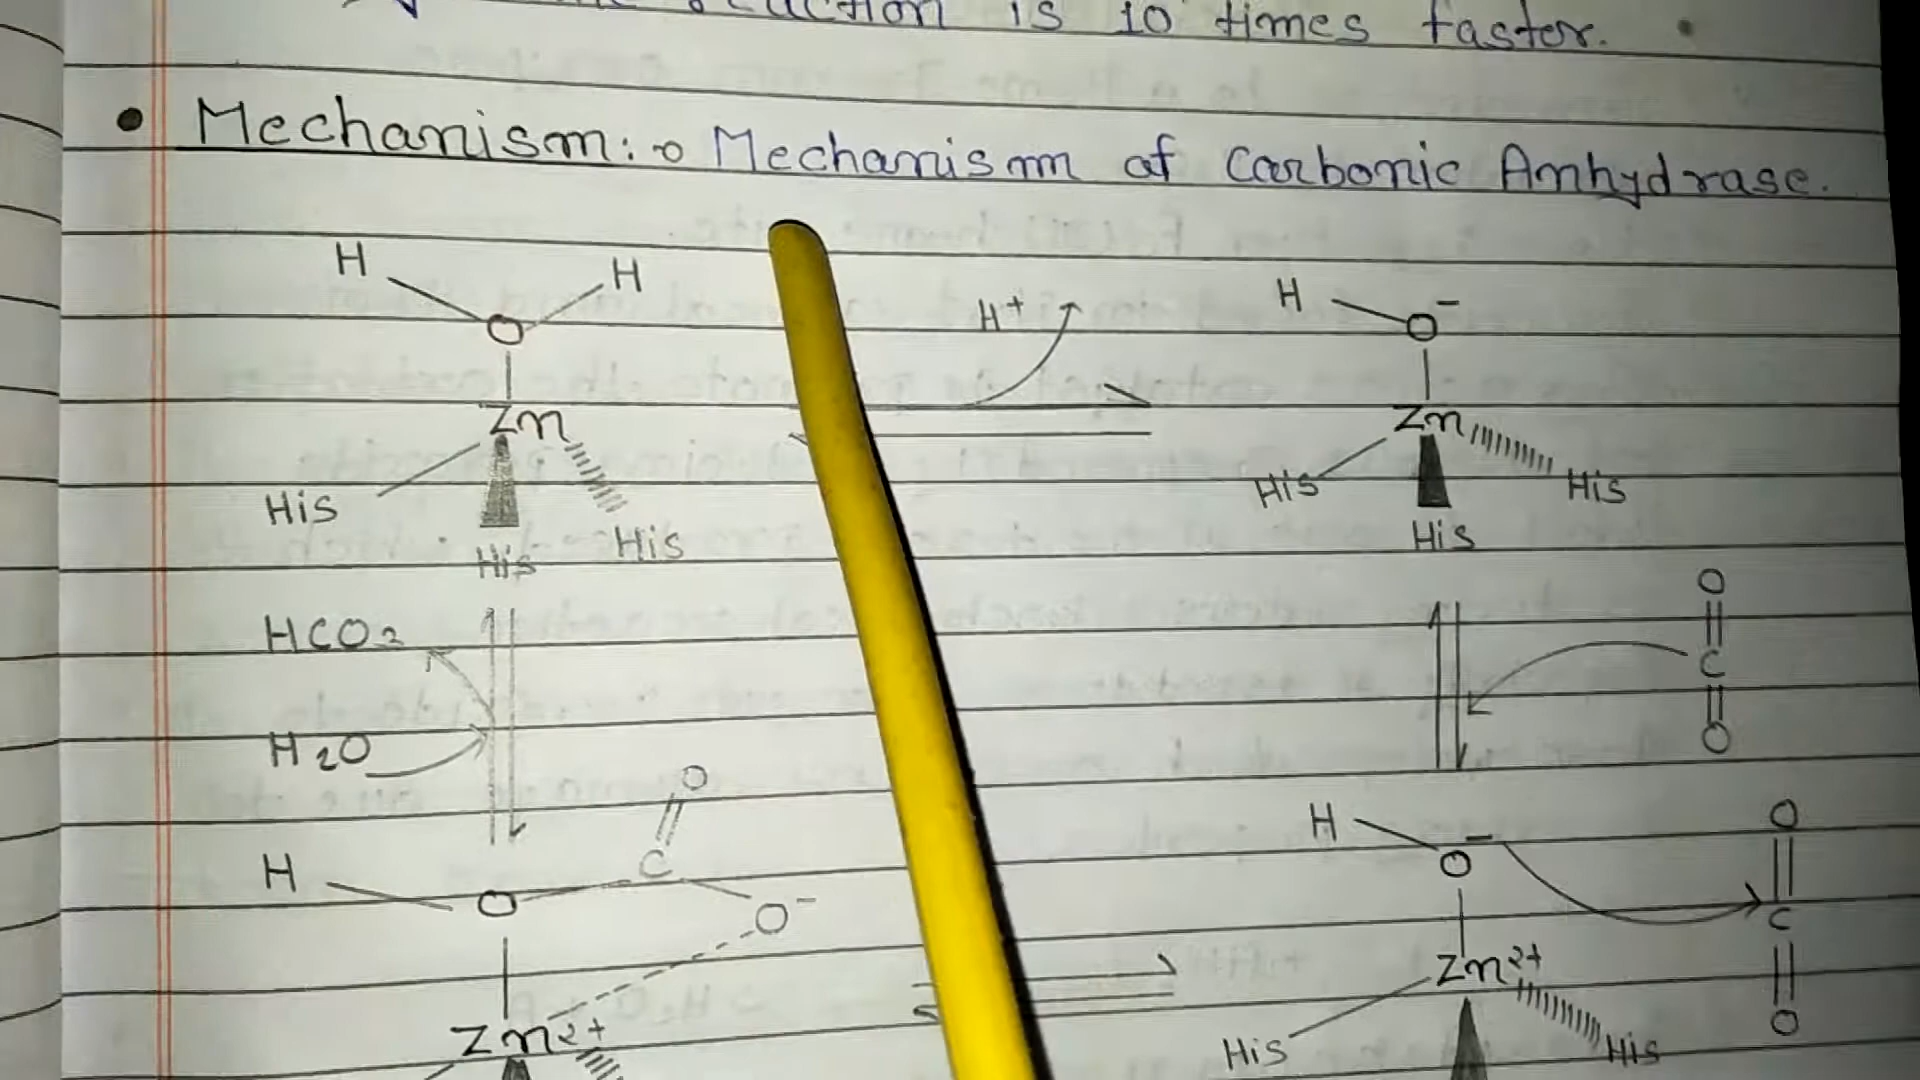 is 10 times faster.
• Mechanism:- Mechanism of Carbonic Anhydrase.
H H H+ H O-
O
Zn Zn
His His His
His His His
O
HCO3 C
H2O O
O
H C H O- O
O O- C
Zn2+ Zn2+ O
His His